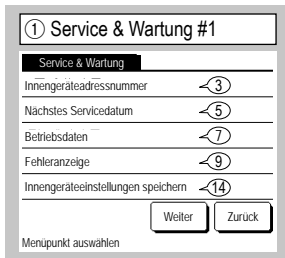 ① Service & Wartung #1
Service & Wartung
Innengeräteadressnummer ③
Nächstes Servicedatum ⑤
Betriebsdaten ⑦
Fehleranzeige ⑨
Innengeräteeinstellungen speichern ⑭
Weiter Zurück
Menüpunkt auswählen